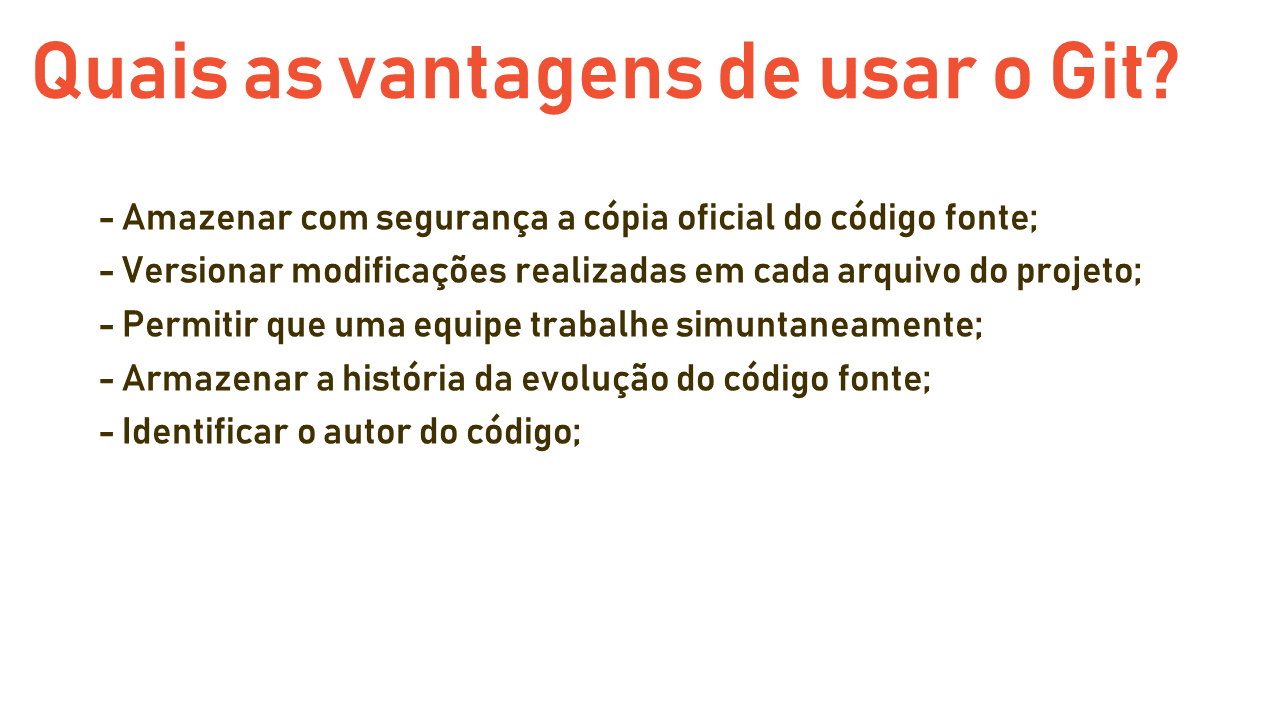 Quais as vantagens de usar o Git?
- Amazenar com segurança a cópia oficial do código fonte;
- Versionar modificações realizadas em cada arquivo do projeto;
- Permitir que uma equipe trabalhe simuntaneamente;
- Armazenar a história da evolução do código fonte;
- Identificar o autor do código;